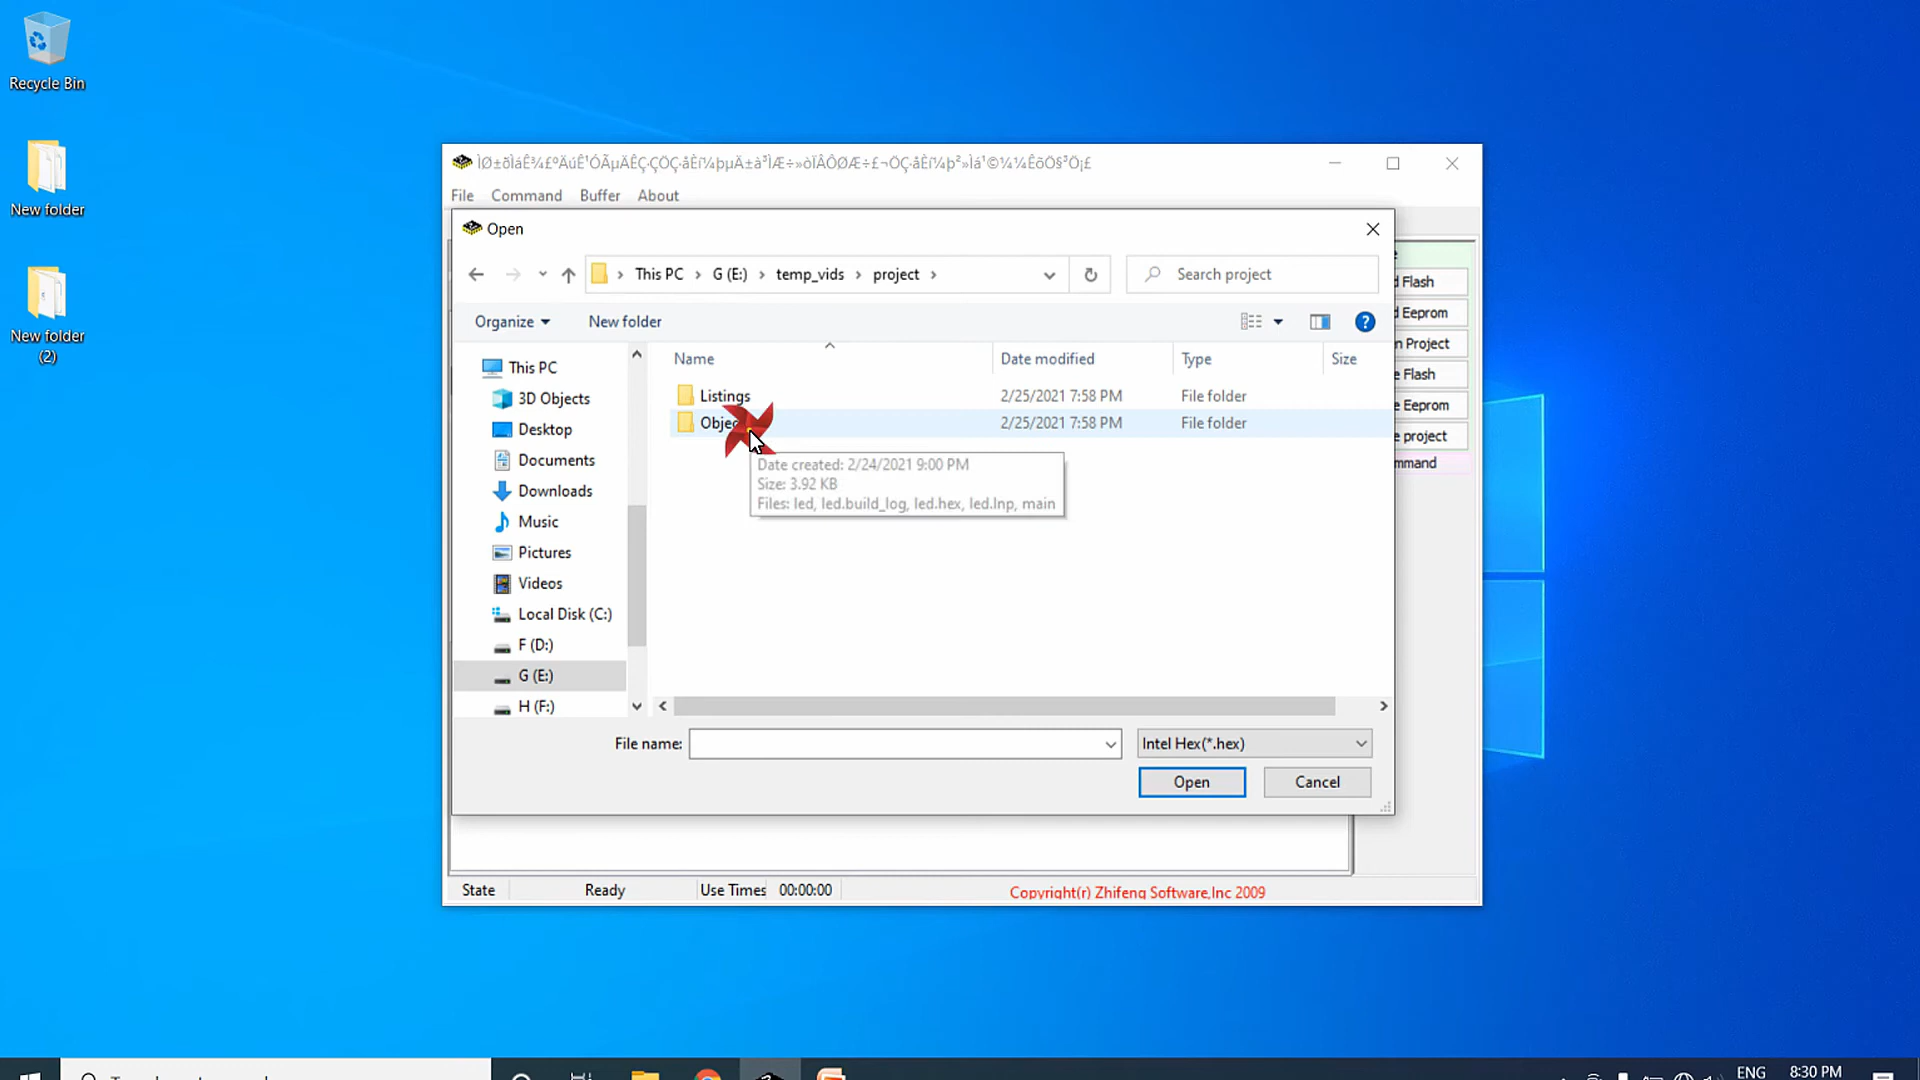 Recycle Bin
New folder
New folder
(2)
File Command Buffer About
Open
This PC G (E:) temp_vids project
Search project
Organize New folder
Name Date modified Type Size
This PC
3D Objects
Desktop
Documents
Downloads
Music
Pictures
Videos
Local Disk (C:)
F (D:)
G (E:)
H (F:)
Listings 2/25/2021 7:58 PM File folder
2/25/2021 7:58 PM File folder
Date created: 2/24/2021 9:00 PM
Size: 3.92 KB
Files: led, led.build_log, led.hex, led.lnp, main
File name: Intel Hex(*.hex)
Open Cancel
Flash
Eeprom
Project
Flash
Eeprom
project
State Ready Use Times 00:00:00 Copyright(r) Zhifeng Software,Inc 2009
ENG 8:30 PM